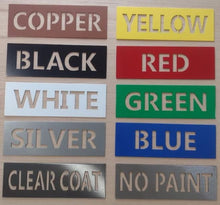 COPPER
YELLOW
BLACK
RED
WHITE
GREEN
SILVER
BLUE
CLEAR COAT
NO PAINT